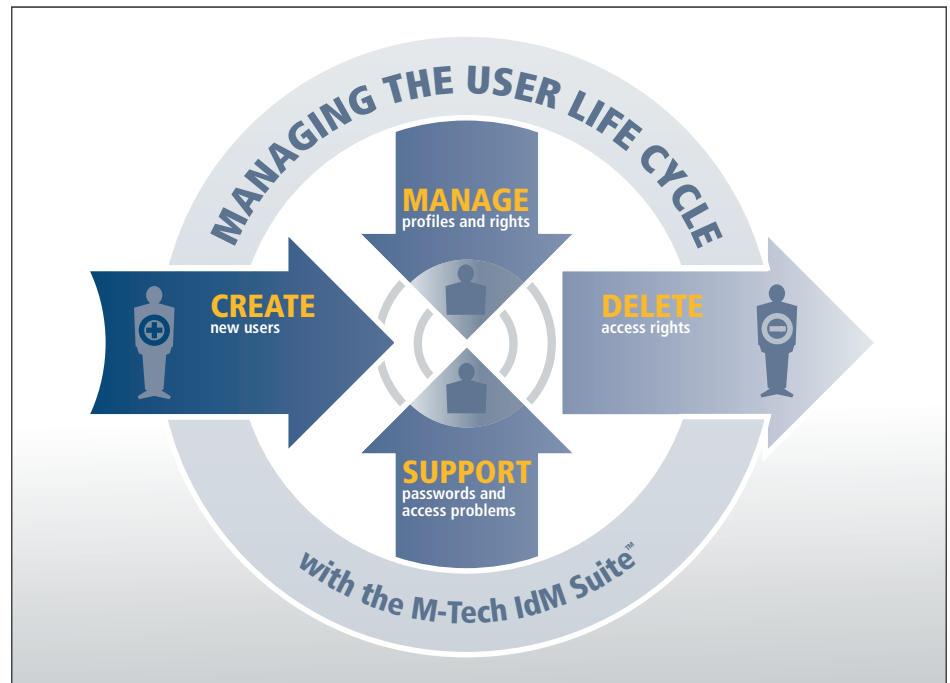 MANAGING THE USER LIFE CYCLE
MANAGE
profiles and rights
CREATE
new users
DELETE
access rights
SUPPORT
passwords and
access problems
with the M-Tech IdM Suite™